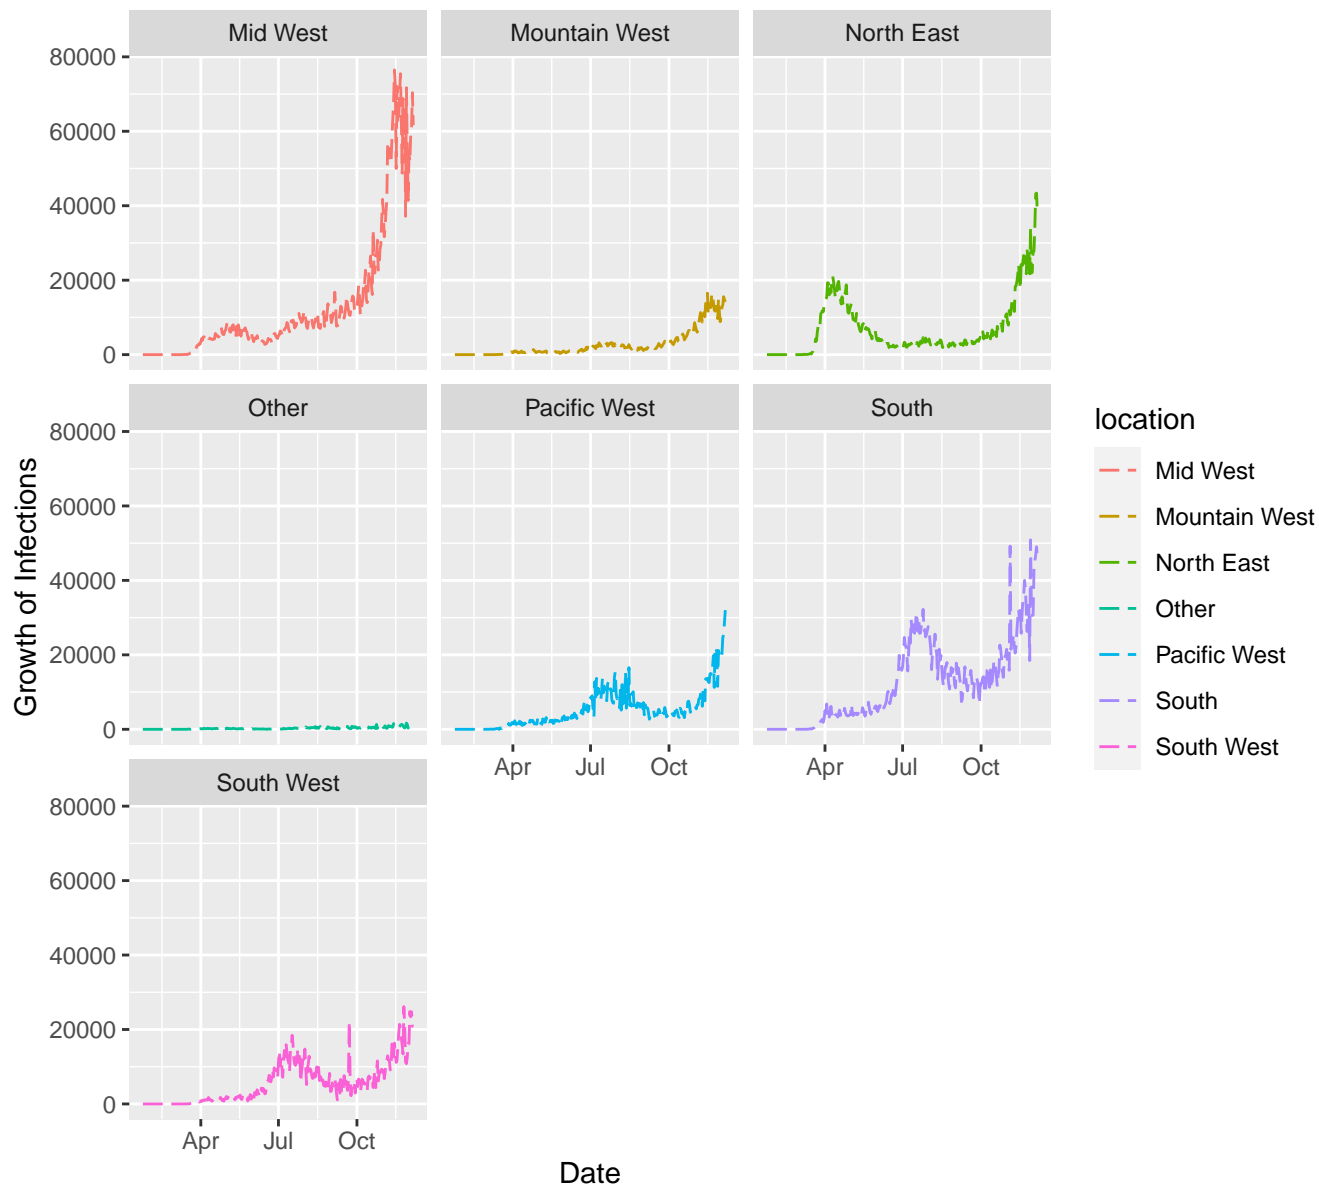 Mid West
Mountain West
North East
80000
60000
40000
20000
0
Other
Pacific West
South
80000
60000
40000
20000
0
Apr
Jul
Oct
Apr
Jul
Oct
South West
80000
60000
40000
20000
0
Apr
Jul
Oct
Date
Growth of Infections
location
Mid West
Mountain West
North East
Other
Pacific West
South
South West